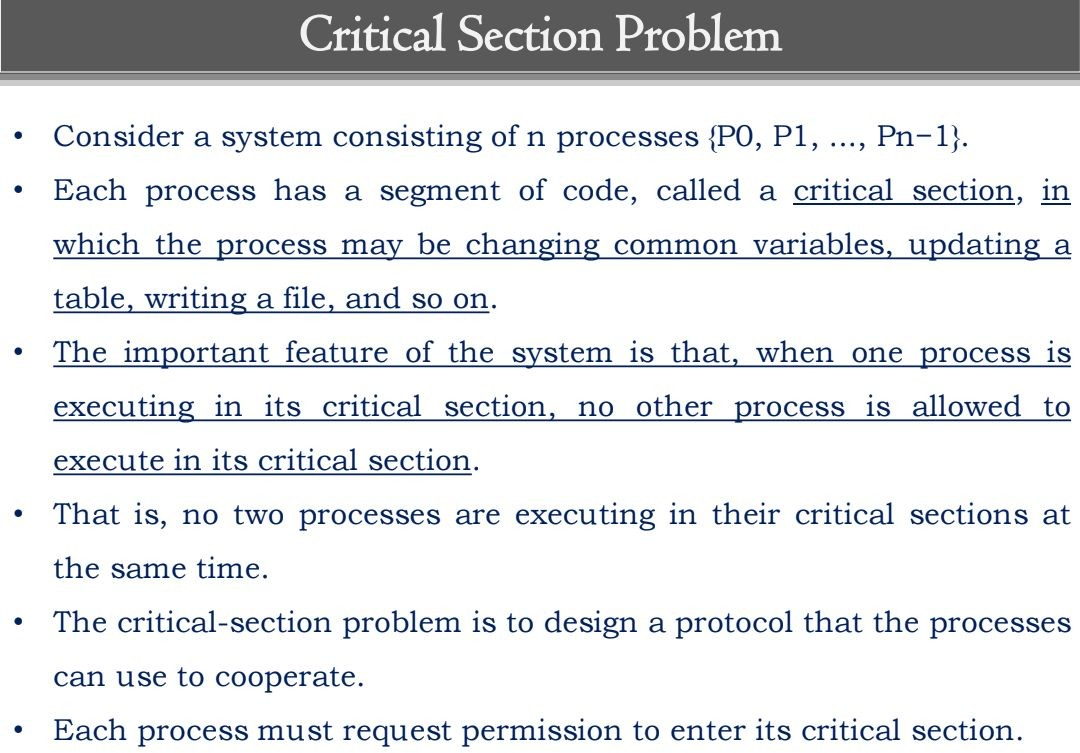 Critical Section Problem
• Consider a system consisting of n processes {P0, P1, ..., Pn−1}.
• Each process has a segment of code, called a critical section, in
which the process may be changing common variables, updating a
table, writing a file, and so on.
• The important feature of the system is that, when one process is
executing in its critical section, no other process is allowed to
execute in its critical section.
• That is, no two processes are executing in their critical sections at
the same time.
• The critical-section problem is to design a protocol that the processes
can use to cooperate.
• Each process must request permission to enter its critical section.